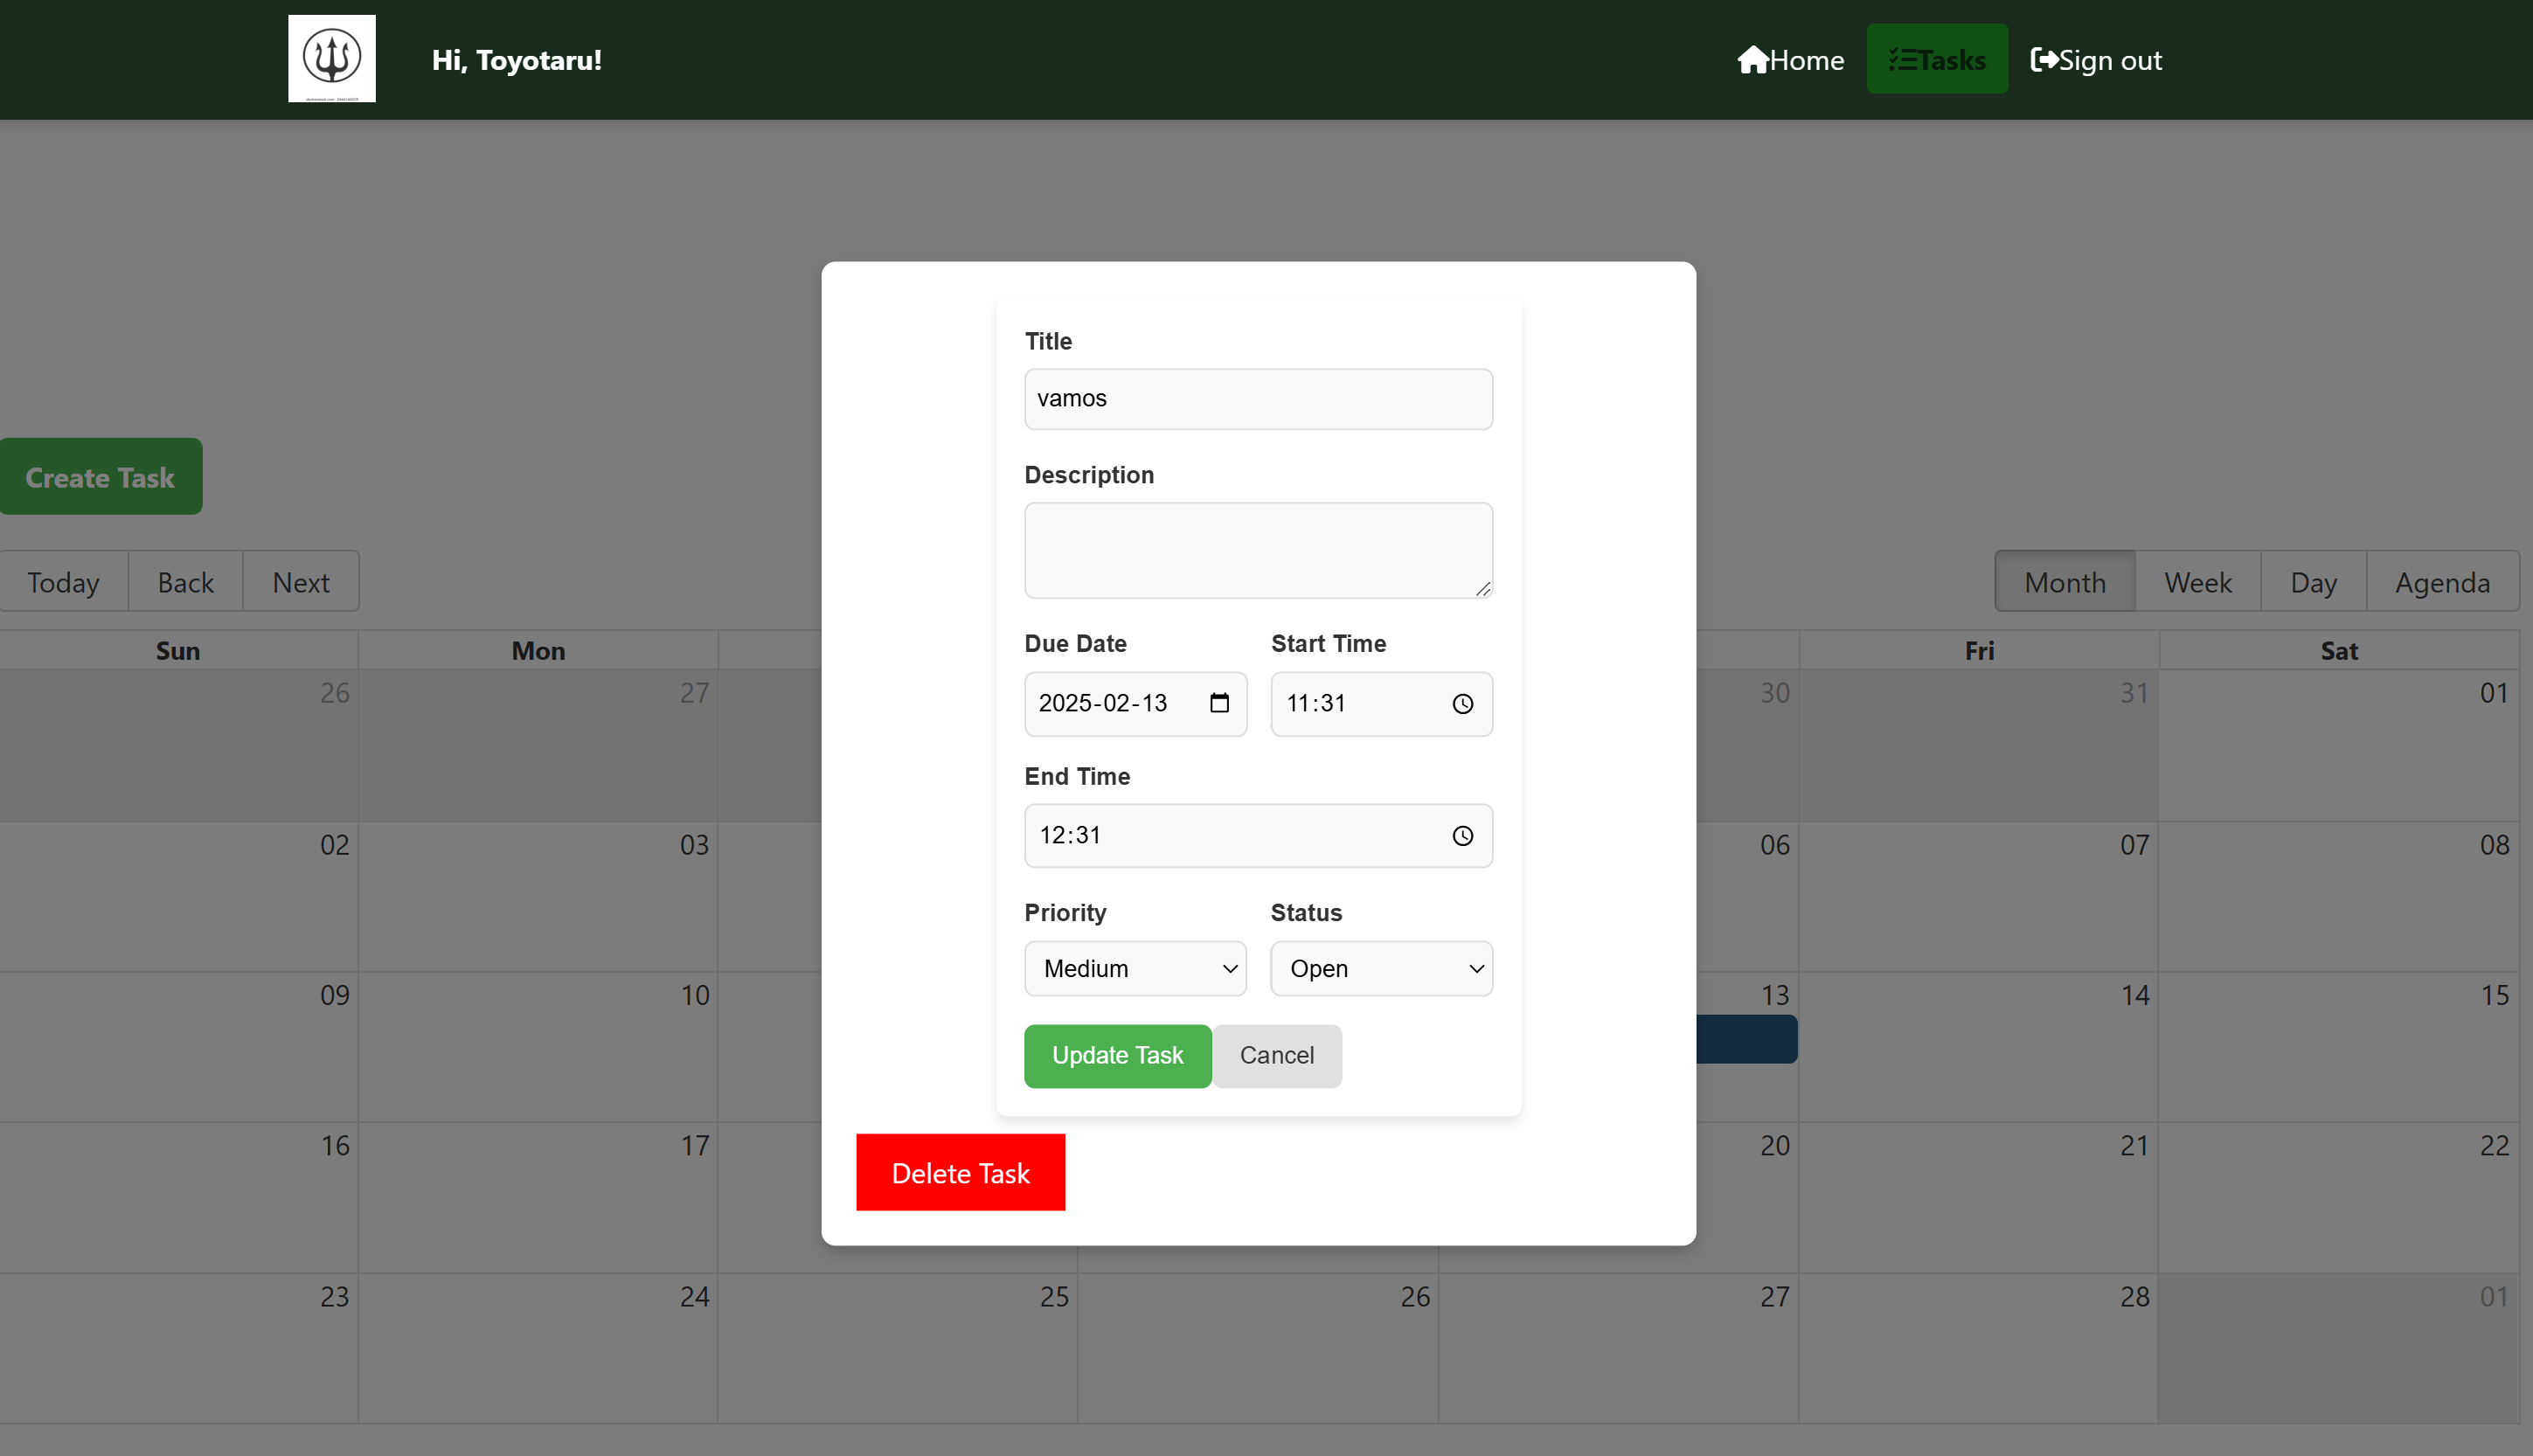 Hi, Toyotaru!
Home
Tasks
Sign out
Create Task
Today
Back
Next
Month
Week
Day
Agenda
Sun
Mon
Fri
Sat
26
27
30
31
01
02
03
06
07
08
09
10
13
14
15
16
17
20
21
22
23
24
25
26
27
28
01
Title
vamos
Description
Due Date
Start Time
2025-02-13
11:31
End Time
12:31
Priority
Status
Medium
Open
Update Task
Cancel
Delete Task